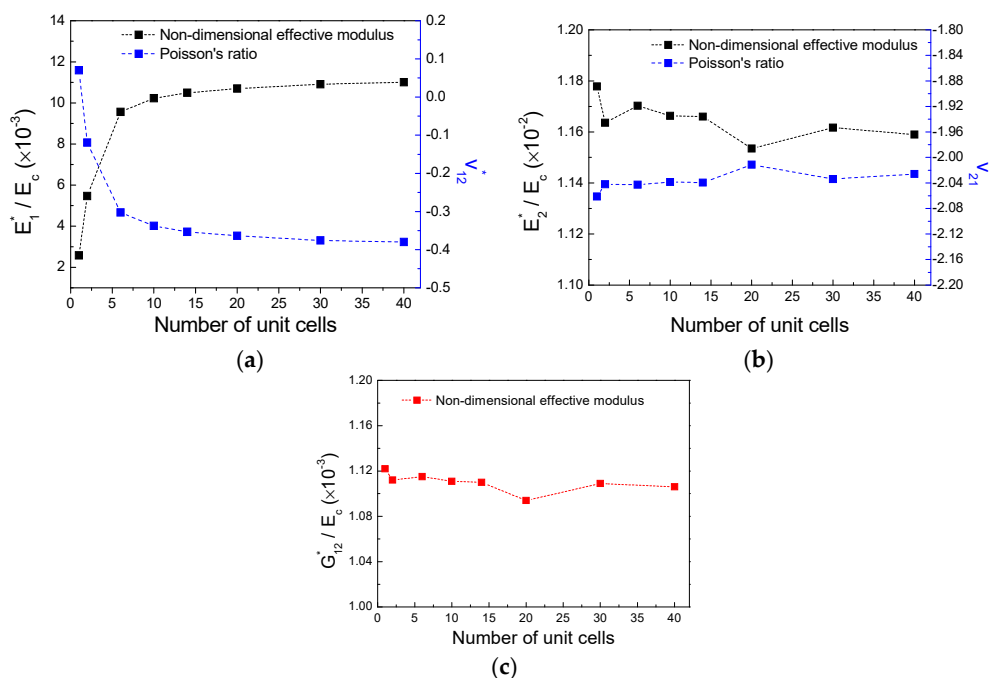 Non-dimensional effective modulus
Poisson's ratio
E*1 / Ec (×10-3)
14
12
10
8
6
4
2
0.2
0.1
0.0
-0.1
-0.2
-0.3
-0.4
-0.5
ν*12
0 5 10 15 20 25 30 35 40
Number of unit cells
(a)
Non-dimensional effective modulus
Poisson's ratio
E*2 / Ec (×10-2)
1.20
1.18
1.16
1.14
1.12
1.10
-1.80
-1.84
-1.88
-1.92
-1.96
-2.00
-2.04
-2.08
-2.12
-2.16
-2.20
ν21
0 5 10 15 20 25 30 35 40
Number of unit cells
(b)
Non-dimensional effective modulus
G*12 / Ec (×10-3)
1.20
1.16
1.12
1.08
1.04
1.00
0 5 10 15 20 25 30 35 40
Number of unit cells
(c)